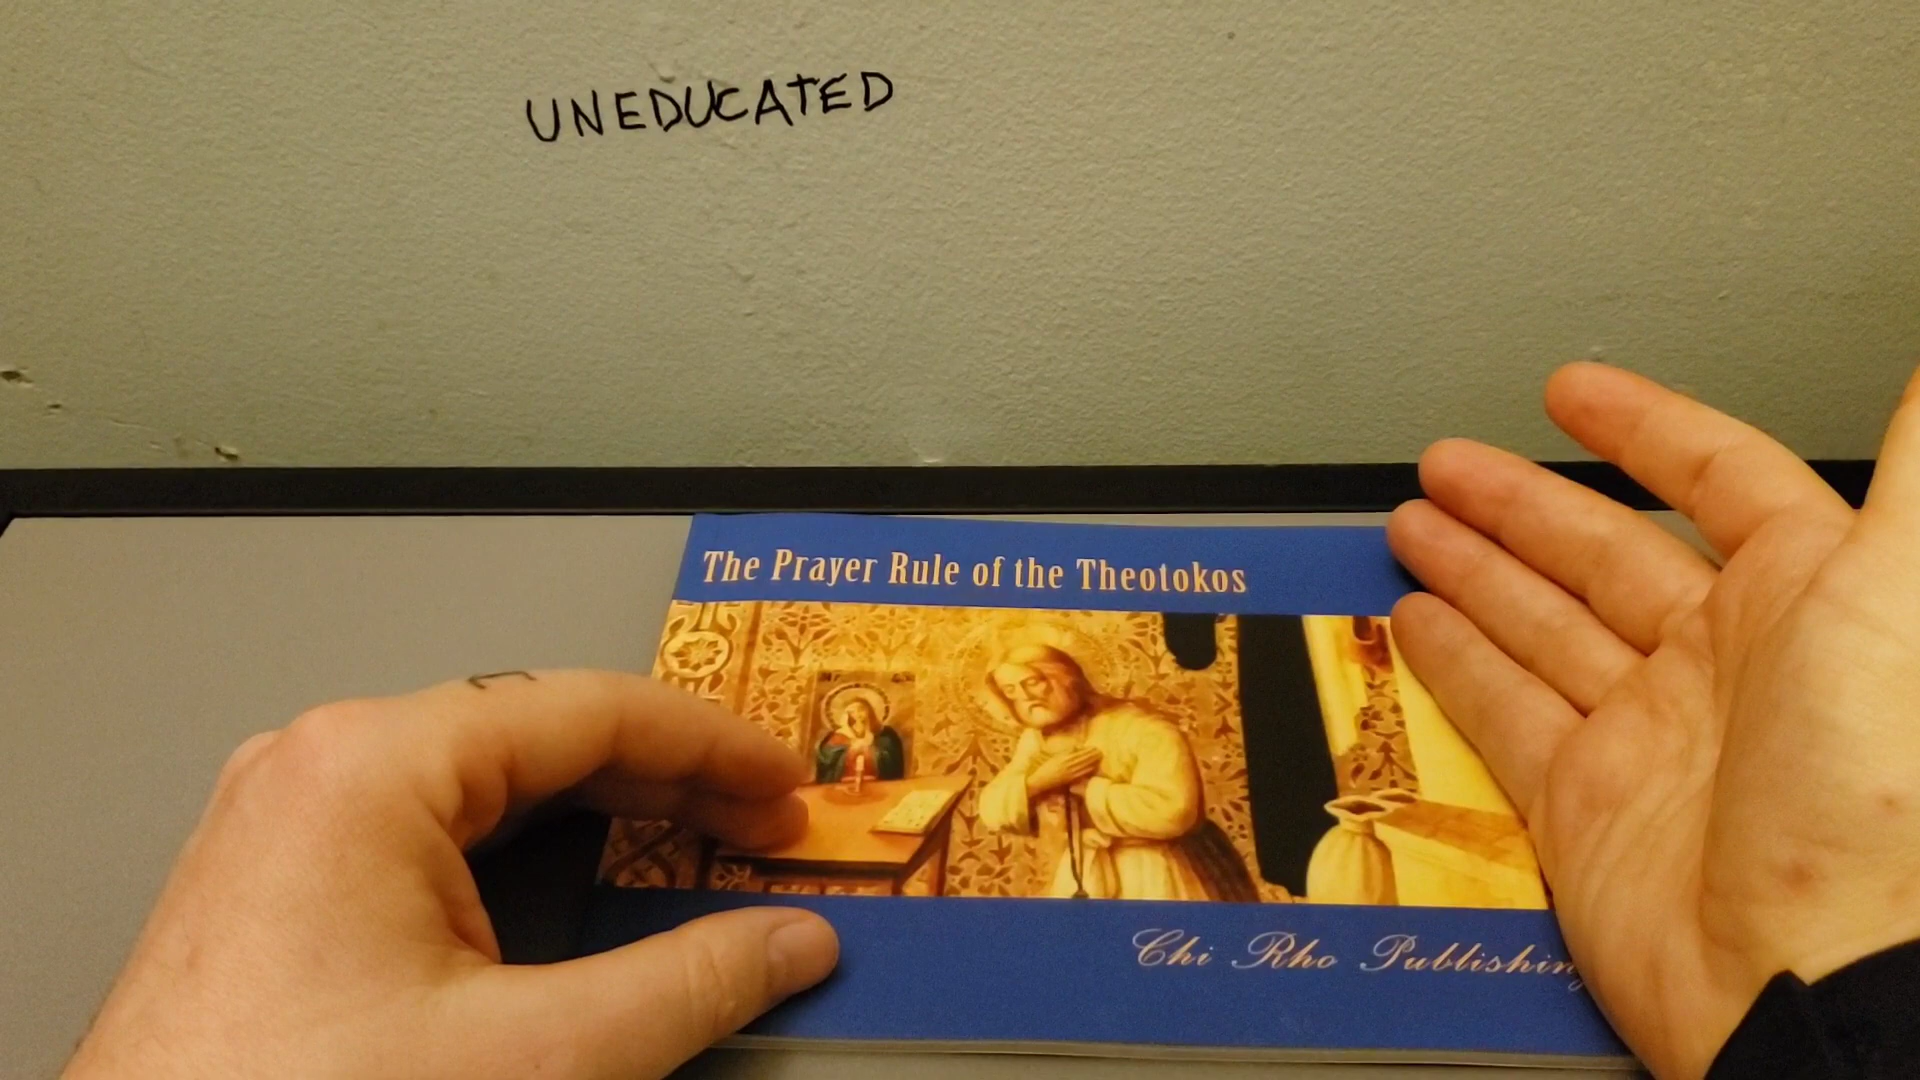 UNEDUCATED
The Prayer Rule of the Theotokos
Chi Rho Publishing